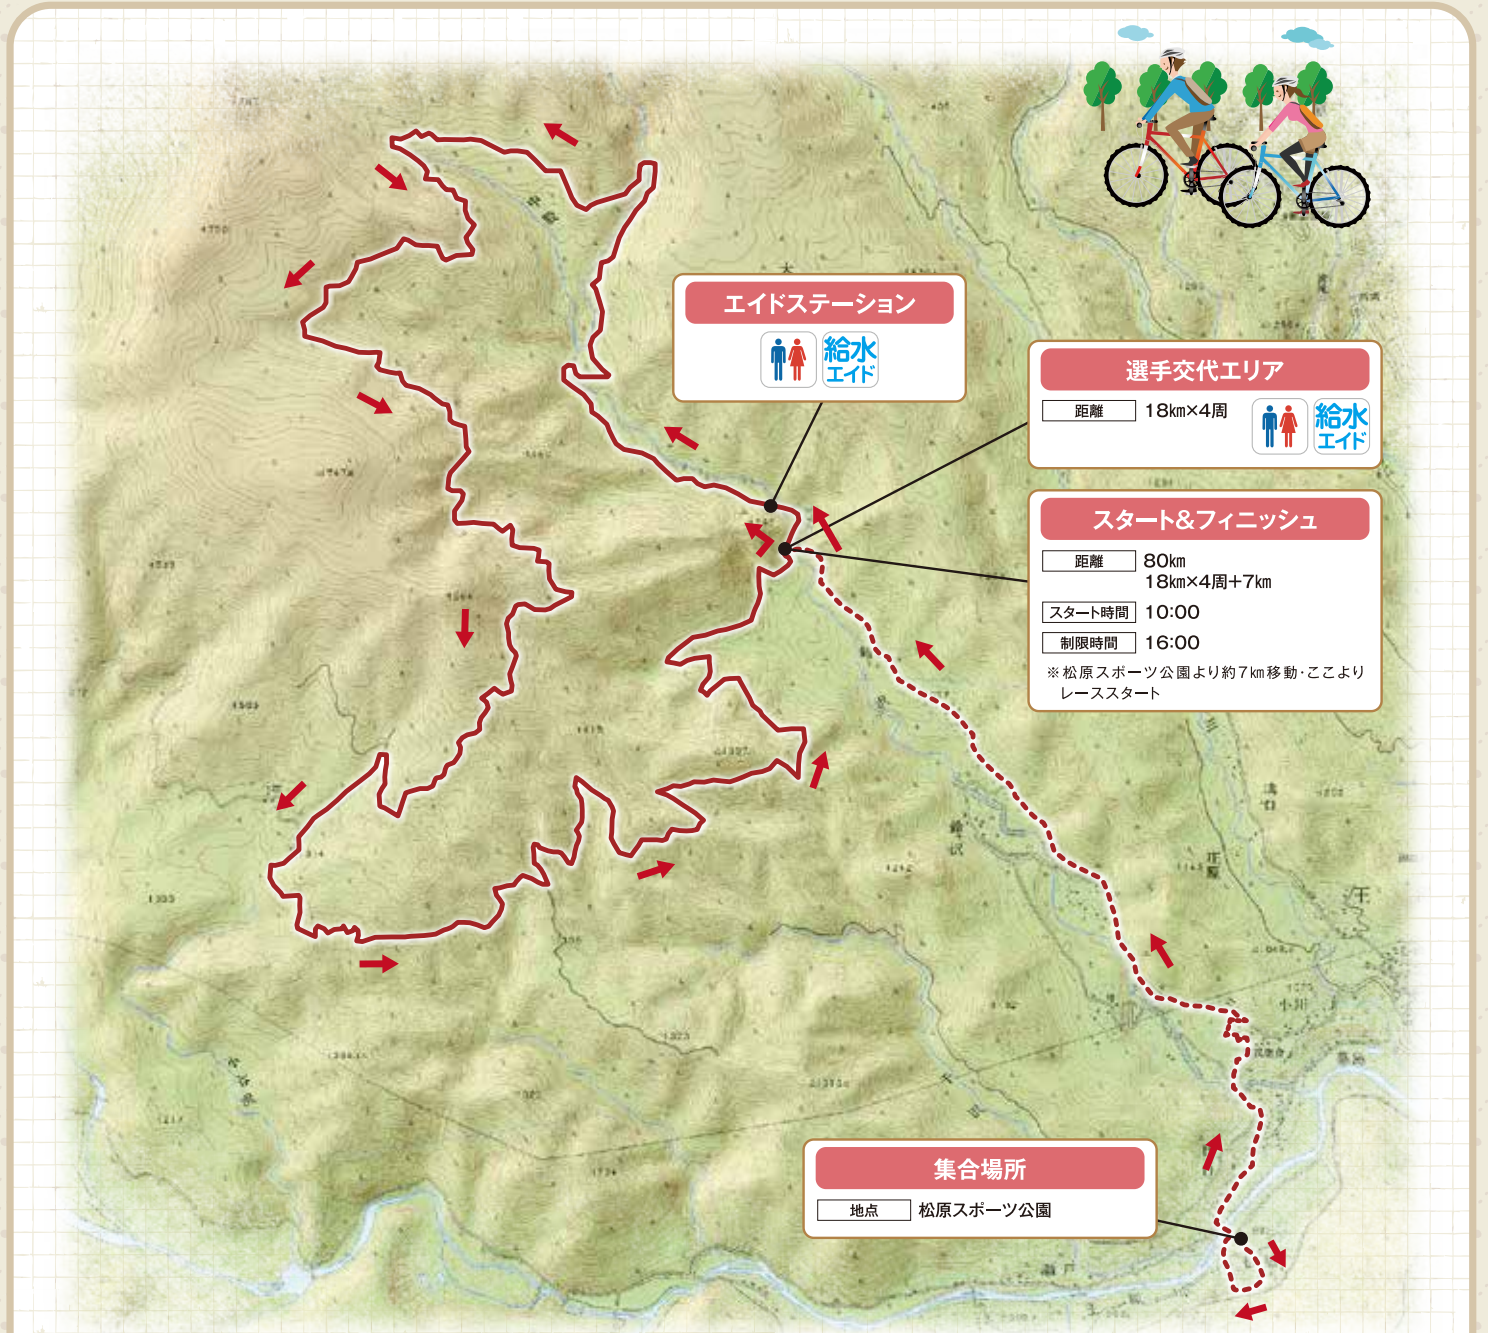 エイドステーション
給水
エイド
選手交代エリア
距離 18km×4周
給水
エイド
スタート&フィニッシュ
距離 80km
18km×4周+7km
スタート時間 10:00
制限時間 16:00
※松原スポーツ公園より約7km移動・ここより
レーススタート
小川
集合場所
地点 松原スポーツ公園